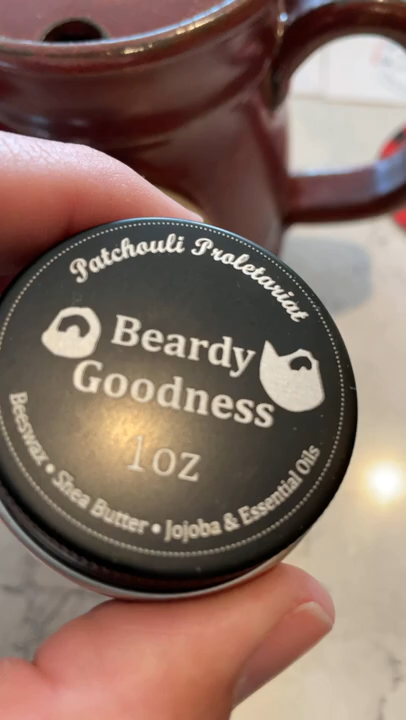 Patchouli Proletariat
Beardy
Goodness
1oz
Beeswax • Shea Butter • Jojoba & Essential Oils